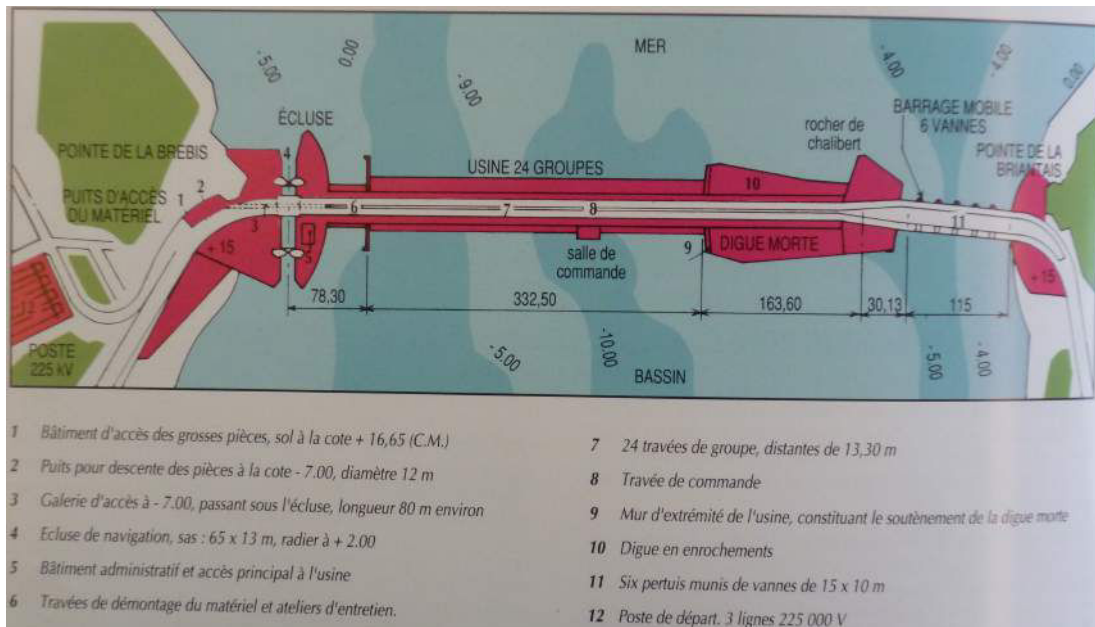 MER
- 5.00
0.00
- 9.00
- 4.00
- 4.00
0.00
ÉCLUSE
BARRAGE MOBILE
6 VANNES
rocher de
chalibert
POINTE DE LA BREBIS
USINE 24 GROUPES
POINTE DE LA
BRIANTAIS
PUITS D'ACCÈS
DU MATÉRIEL
1
2
3
4
5
6
7
8
9
10
11
+ 15
DIGUE MORTE
salle de
commande
+ 15
78,30
332,50
163,60
30,13
115
POSTE
225 kV
- 5.00
- 10.00
- 5.00
- 4.00
BASSIN
1 Bâtiment d'accès des grosses pièces, sol à la cote + 16,65 (C.M.)
2 Puits pour descente des pièces à la cote - 7.00, diamètre 12 m
3 Galerie d'accès à - 7.00, passant sous l'écluse, longueur 80 m environ
4 Ecluse de navigation, sas : 65 x 13 m, radier à + 2.00
5 Bâtiment administratif et accès principal à l'usine
6 Travées de démontage du matériel et ateliers d'entretien.
7 24 travées de groupe, distantes de 13,30 m
8 Travée de commande
9 Mur d'extrémité de l'usine, constituant le soutènement de la digue morte
10 Digue en enrochements
11 Six pertuis munis de vannes de 15 x 10 m
12 Poste de départ. 3 lignes 225 000 V